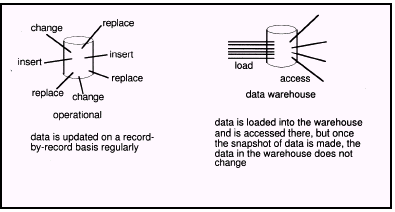 replace
change
insert
insert
replace
replace
change
operational
data is updated on a record-
by-record basis regularly
load
access
data warehouse
data is loaded into the warehouse
and is accessed there, but once
the snapshot of data is made, the
data in the warehouse does not
change